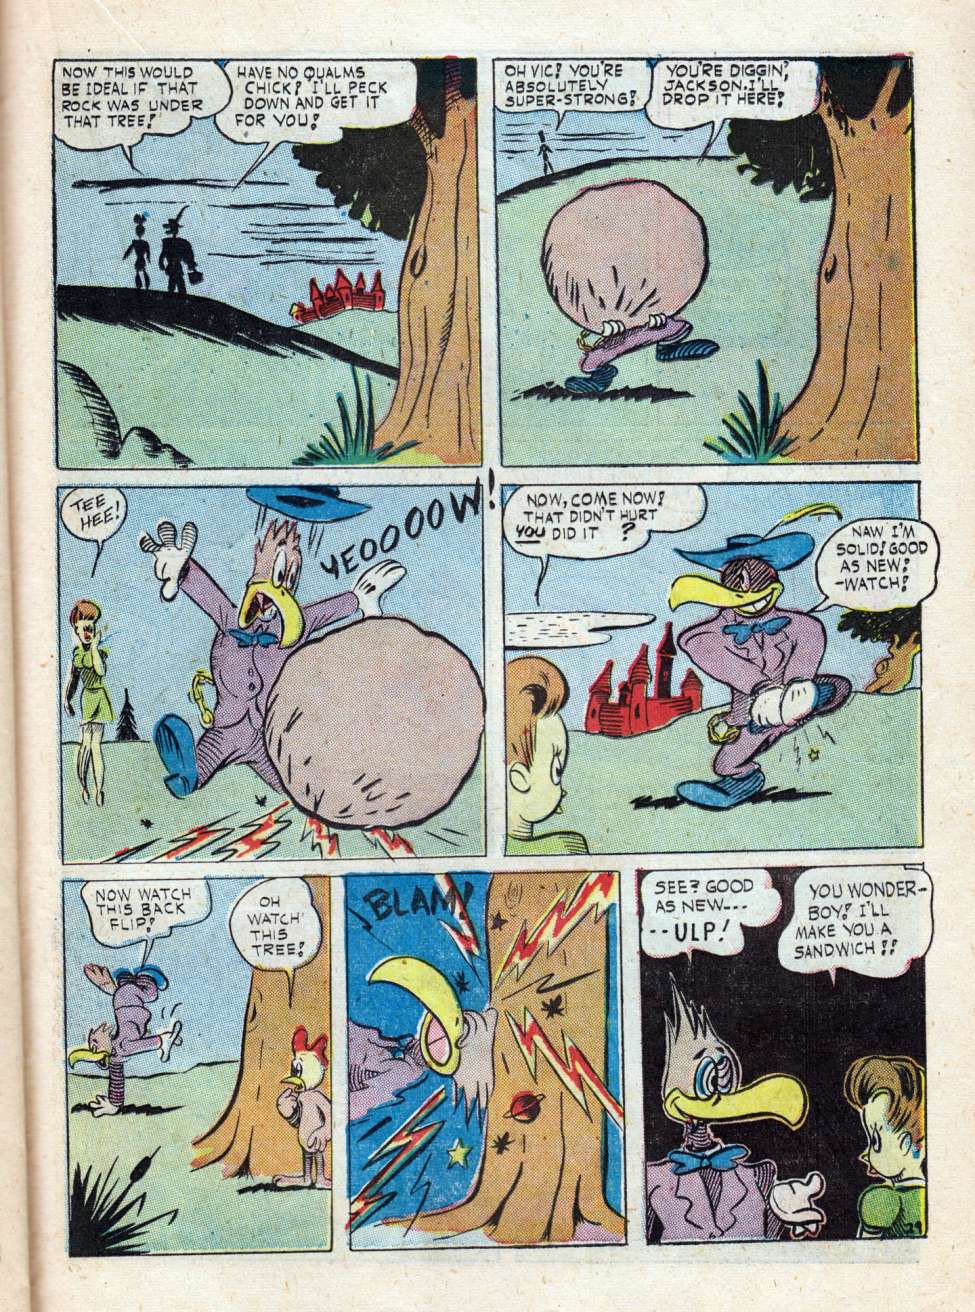 NOW THIS WOULD
BE IDEAL IF THAT
ROCK WAS UNDER
THAT TREE!
HAVE NO QUALMS
CHICK! I'LL PECK
DOWN AND GET IT
FOR YOU!
OH VIC! YOU'RE
ABSOLUTELY
SUPER-STRONG!
YOU'RE DIGGIN',
JACKSON. I'LL
DROP IT HERE!
TEE
HEE!
YEOOOOW!
NOW, COME NOW!
THAT DIDN'T HURT
YOU DID IT ?
NAW I'M
SOLID! GOOD
AS NEW!
-WATCH!
NOW WATCH
THIS BACK
FLIP!
OH
WATCH
THIS
TREE!
BLAM!
SEE? GOOD
AS NEW...
--ULP!
YOU WONDER-
BOY! I'LL
MAKE YOU A
SANDWICH!!
29